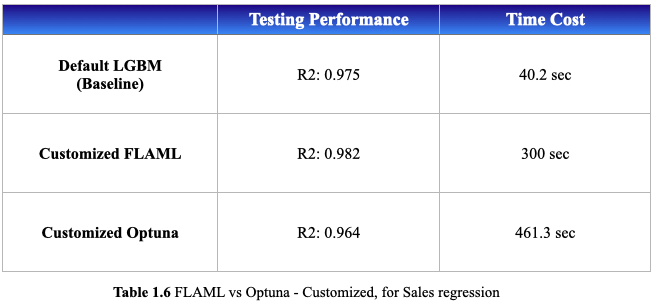 Testing Performance Time Cost
Default LGBM
(Baseline)
R2: 0.975 40.2 sec
Customized FLAML R2: 0.982 300 sec
Customized Optuna R2: 0.964 461.3 sec
Table 1.6 FLAML vs Optuna - Customized, for Sales regression